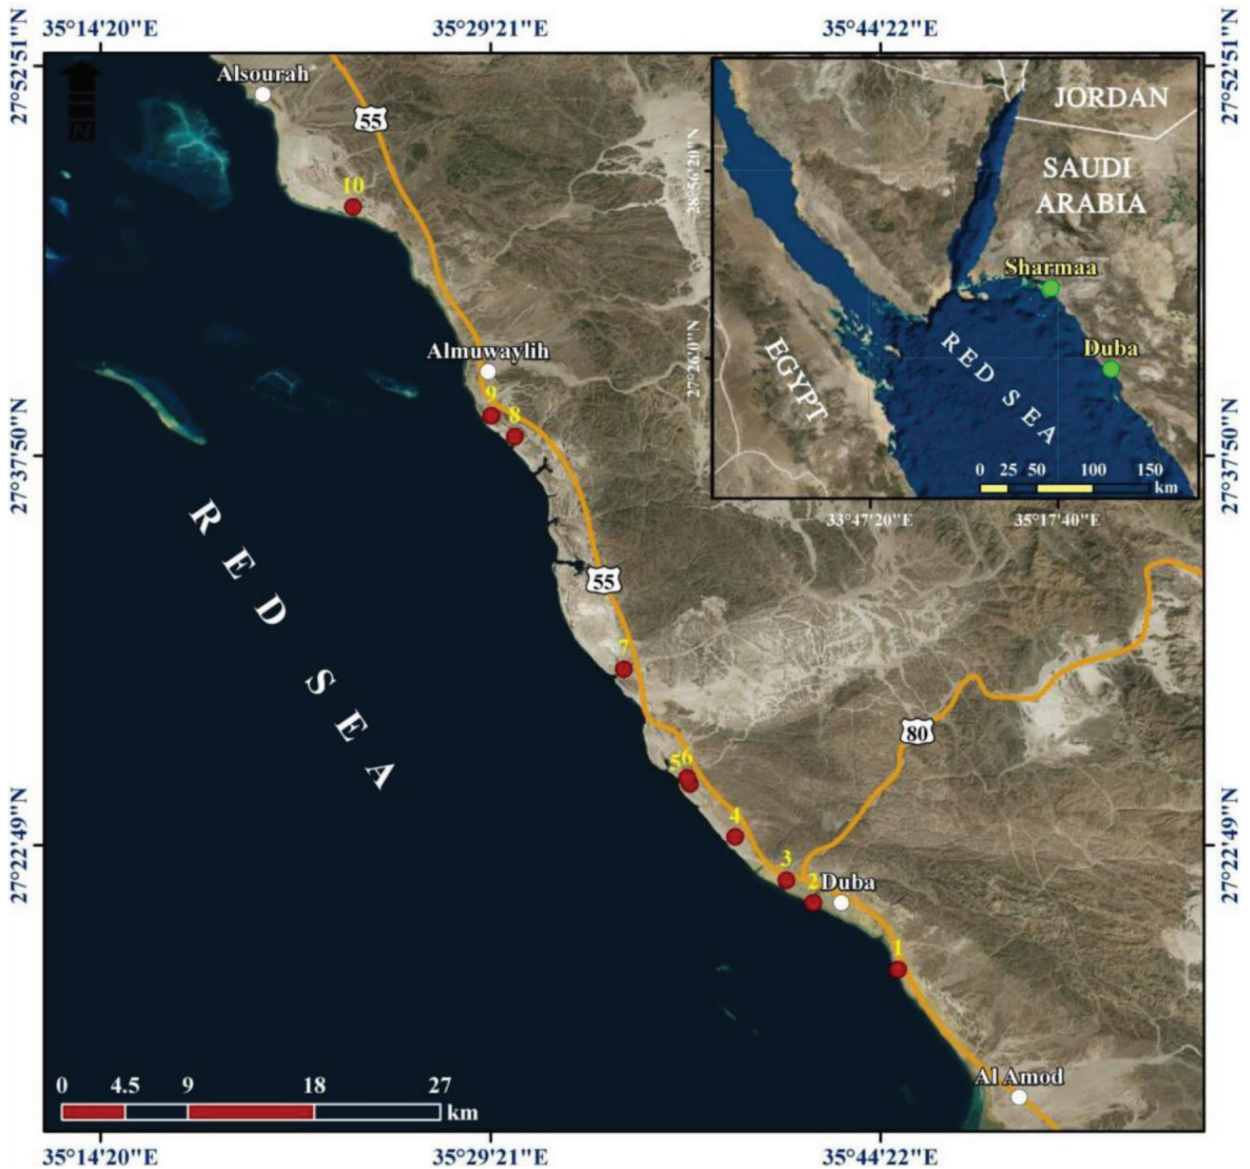 35°14'20"E
35°29'21"E
35°44'22"E
27°52'51"N
27°52'51"N
N
Alsourah
55
10
JORDAN
SAUDI
ARABIA
28°56'20"N
Sharmaa
Duba
RED SEA
EGYPT
27°26'0"N
0 25 50 100 150
km
33°47'20"E
35°17'40"E
Almuwaylih
9
8
27°37'50"N
27°37'50"N
RED SEA
55
7
80
56
4
3
2
Duba
27°22'49"N
27°22'49"N
1
Al Amod
0 4.5 9 18 27
km
35°14'20"E
35°29'21"E
35°44'22"E